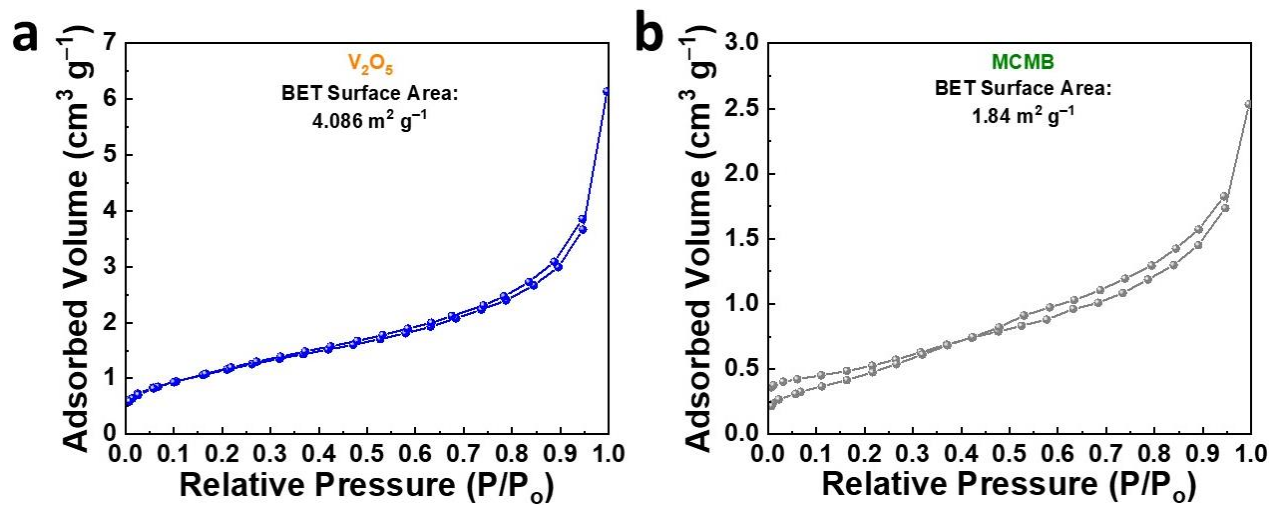 a
V₂O₅
BET Surface Area:
4.086 m² g⁻¹
Adsorbed Volume (cm³ g⁻¹)
7
6
5
4
3
2
1
0
0.0 0.1 0.2 0.3 0.4 0.5 0.6 0.7 0.8 0.9 1.0
Relative Pressure (P/Pₒ)
b
MCMB
BET Surface Area:
1.84 m² g⁻¹
Adsorbed Volume (cm³ g⁻¹)
3.0
2.5
2.0
1.5
1.0
0.5
0.0
0.0 0.1 0.2 0.3 0.4 0.5 0.6 0.7 0.8 0.9 1.0
Relative Pressure (P/Pₒ)